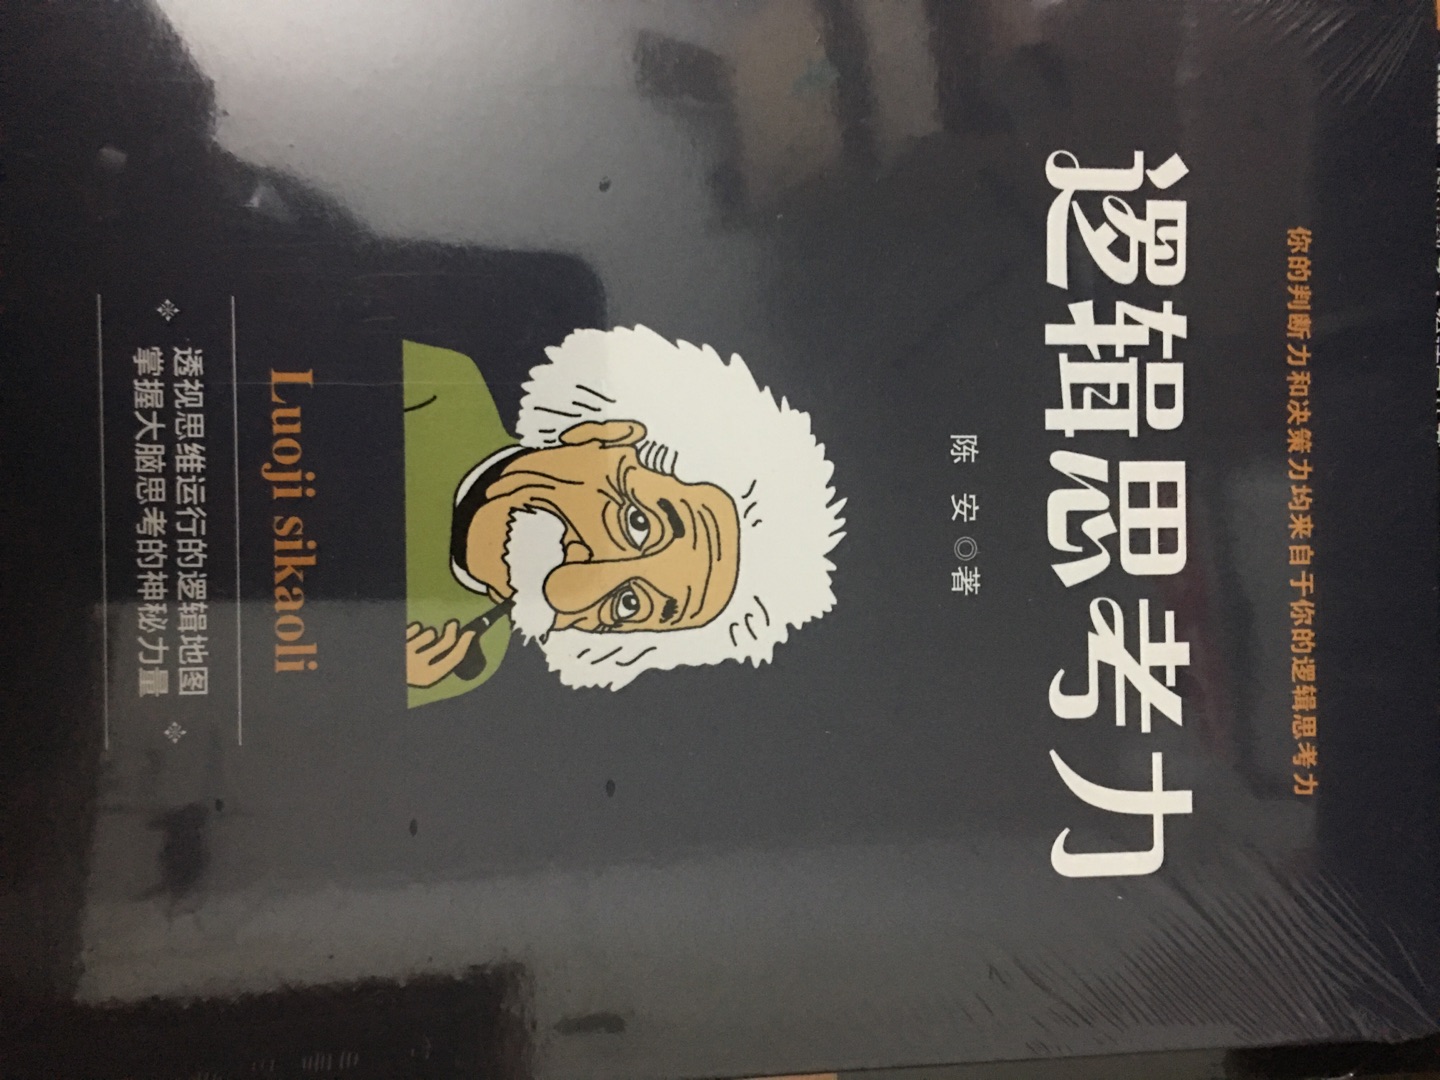 你的判断力和决策力均来自于你的逻辑思考力
逻辑思考力
陈 安◎著
Luoji sikaoli
透视思维运行的逻辑地图
掌握大脑思考的神秘力量